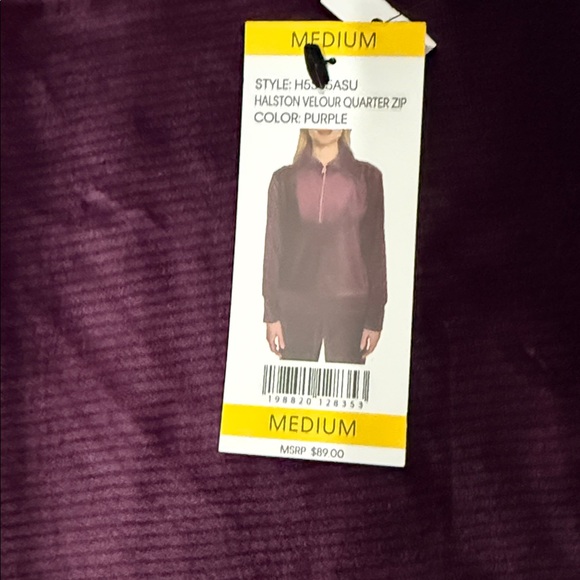 MEDIUM
STYLE:
HALSTON VELOUR QUARTER ZIP
COLOR: PURPLE
198820 128353
MEDIUM
MSRP $89.00